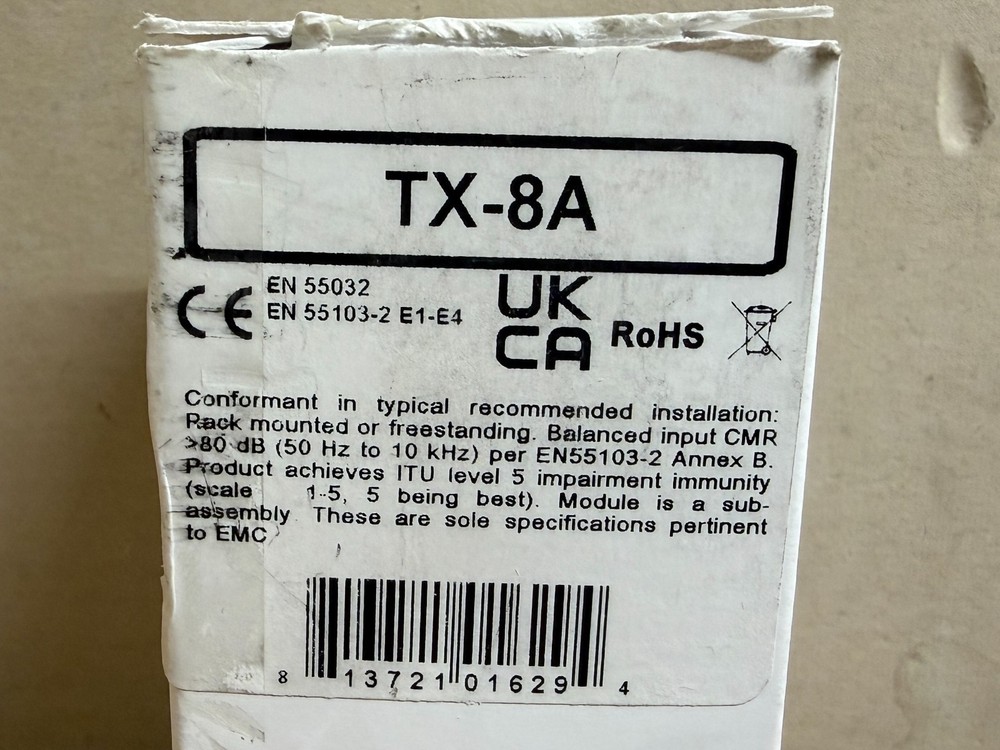 TX-8A
CE
EN 55032
EN 55103-2 E1-E4
UK
CA
RoHS
Conformant in typical recommended installation:
Rack mounted or freestanding. Balanced input CMR
>80 dB (50 Hz to 10 kHz) per EN55103-2 Annex B.
Product achieves ITU level 5 impairment immunity
(scale 1-5, 5 being best). Module is a sub-
assembly. These are sole specifications pertinent
to EMC
8 13721 01629 4